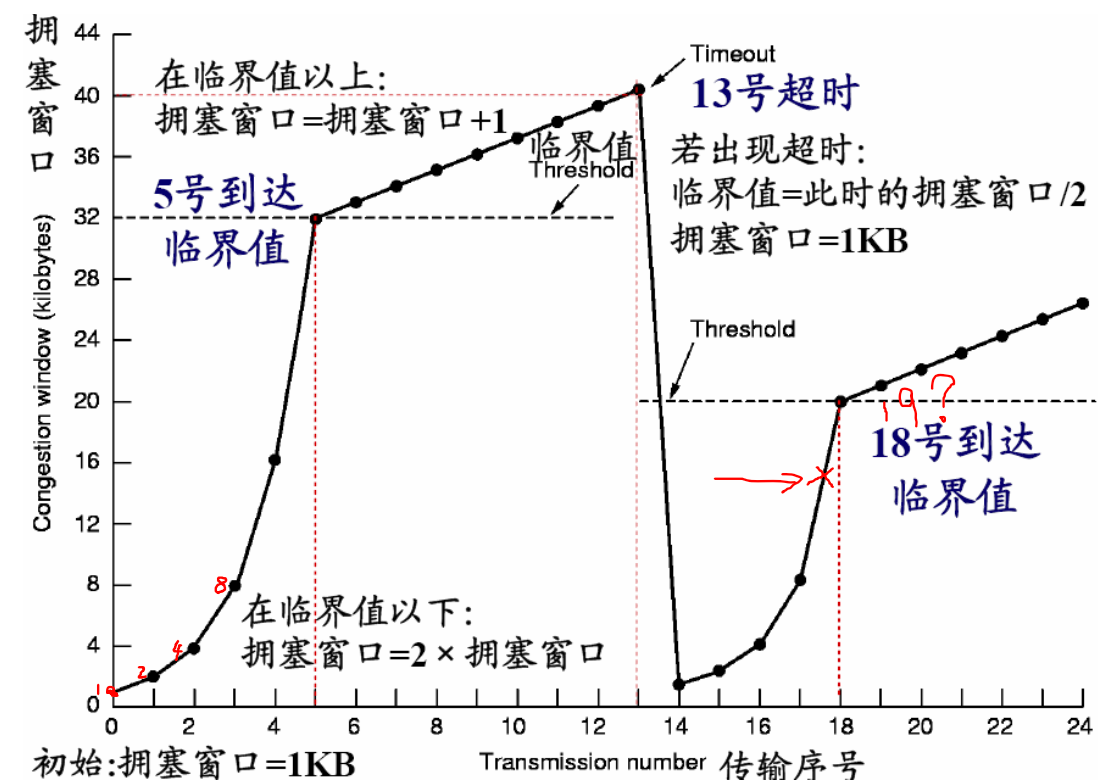 拥塞窗口
Congestion window (kilobytes)
44
40
36
32
28
24
20
16
12
8
4
0
在临界值以上:
拥塞窗口=拥塞窗口+1
5号到达
临界值
临界值
Threshold
Timeout
13号超时
若出现超时:
临界值=此时的拥塞窗口/2
拥塞窗口=1KB
Threshold
19?
18号到达
临界值
8
4
2
1
在临界值以下:
拥塞窗口=2×拥塞窗口
0 2 4 6 8 10 12 14 16 18 20 22 24
初始:拥塞窗口=1KB
Transmission number 传输序号